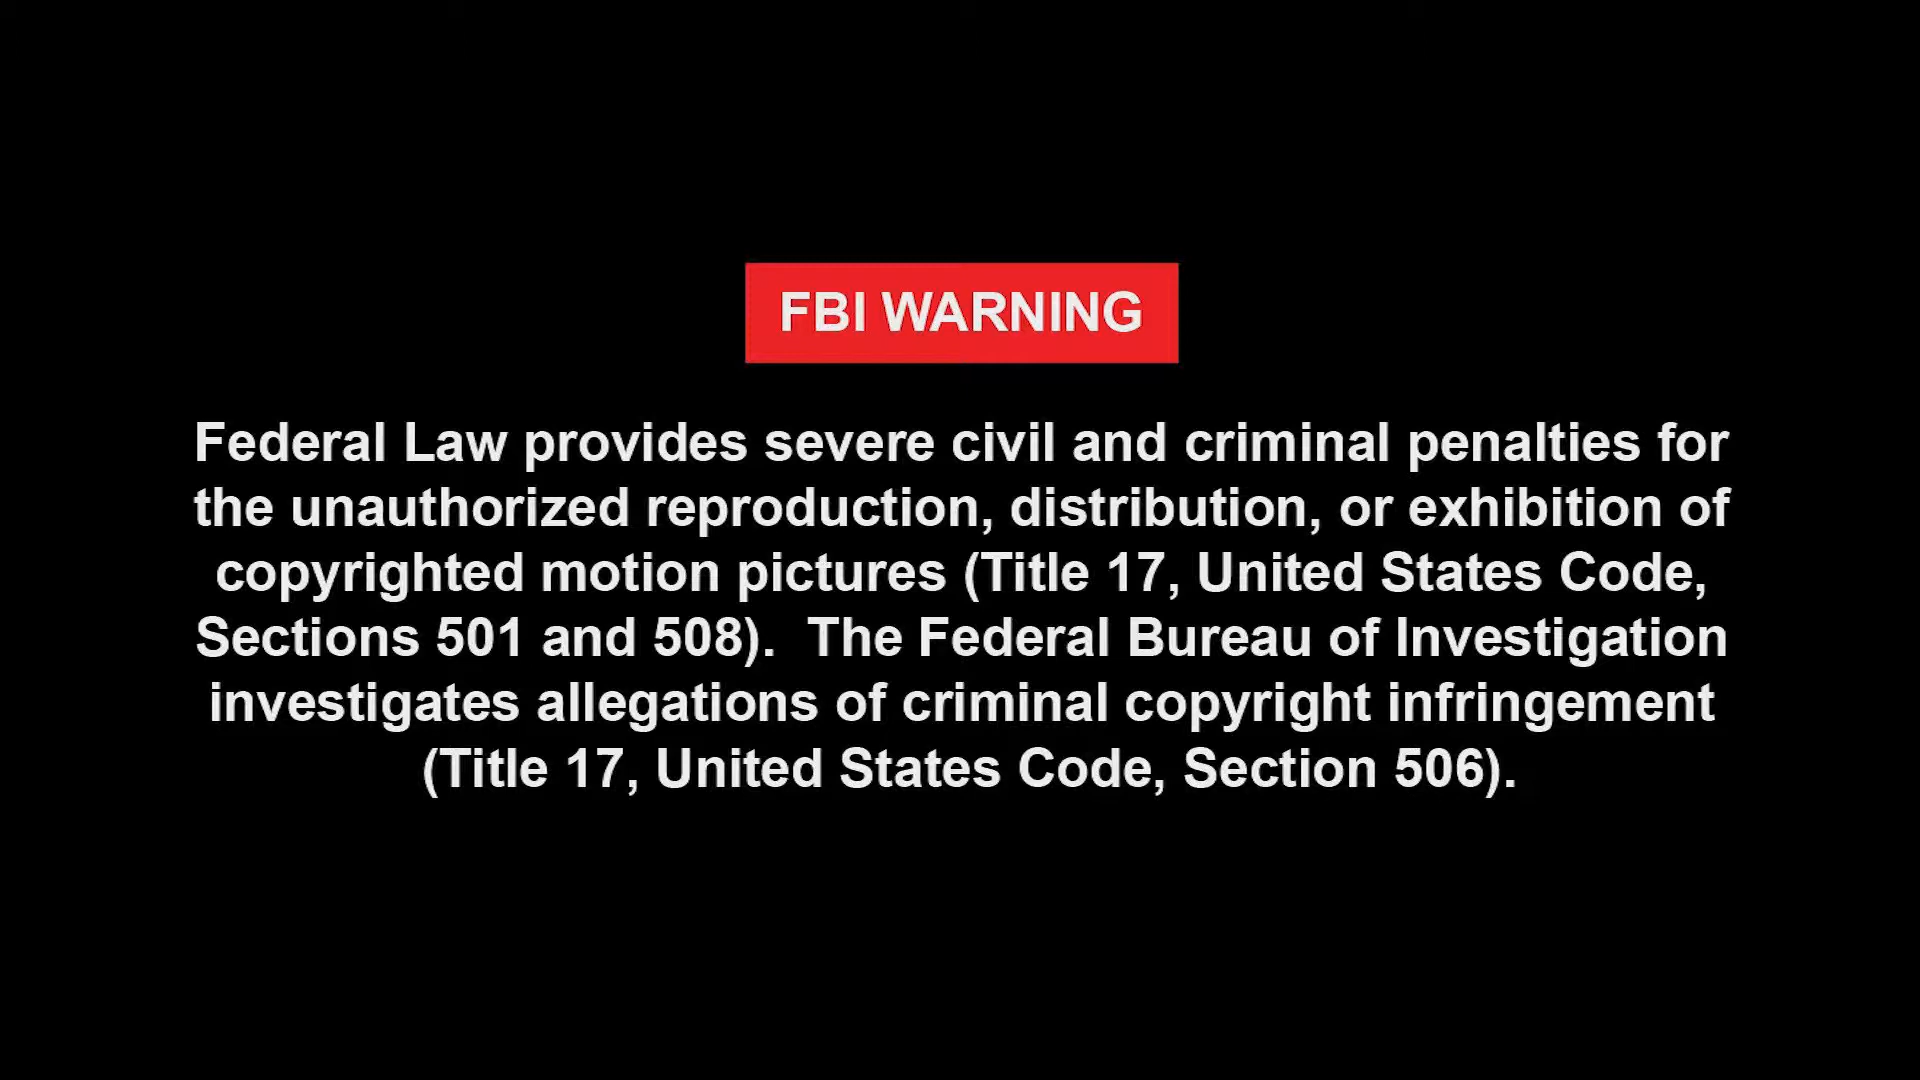 FBI WARNING
Federal Law provides severe civil and criminal penalties for
the unauthorized reproduction, distribution, or exhibition of
copyrighted motion pictures (Title 17, United States Code,
Sections 501 and 508).  The Federal Bureau of Investigation
investigates allegations of criminal copyright infringement
(Title 17, United States Code, Section 506).